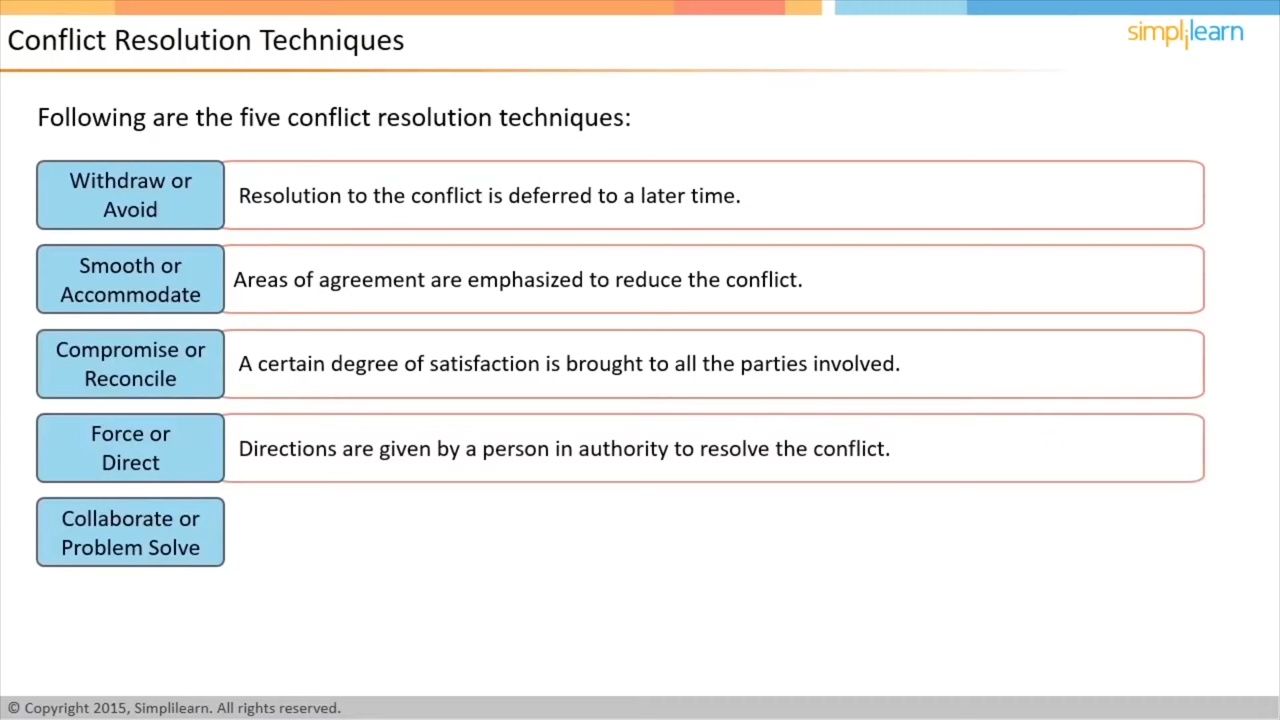 Conflict Resolution Techniques
simplilearn
Following are the five conflict resolution techniques:
Withdraw or
Avoid
Resolution to the conflict is deferred to a later time.
Smooth or
Accommodate
Areas of agreement are emphasized to reduce the conflict.
Compromise or
Reconcile
A certain degree of satisfaction is brought to all the parties involved.
Force or
Direct
Directions are given by a person in authority to resolve the conflict.
Collaborate or
Problem Solve
© Copyright 2015, Simplilearn. All rights reserved.